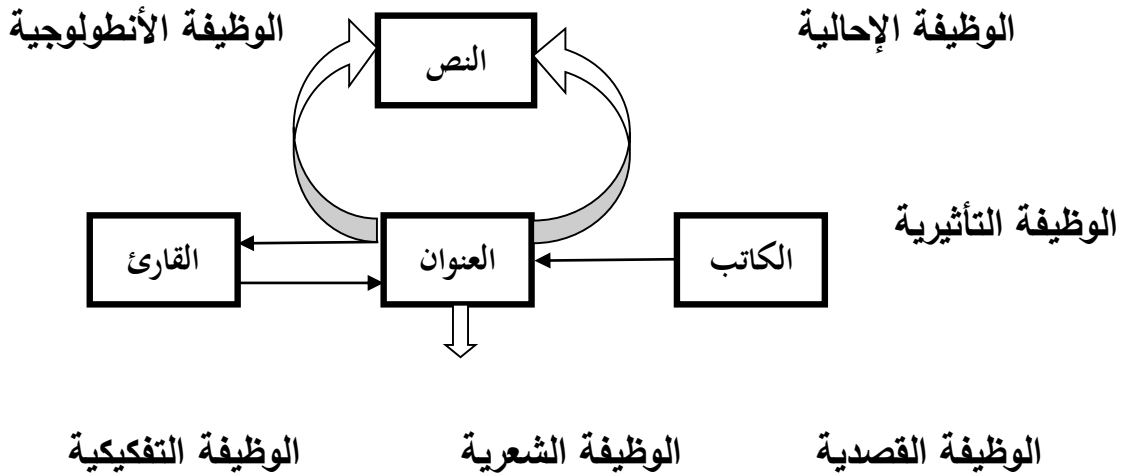 الوظيفة الإحالية
الوظيفة الأنطولوجية
النص
الوظيفة التأثيرية
الكاتب
العنوان
القارئ
الوظيفة القصدية
الوظيفة الشعرية
الوظيفة التفكيكية